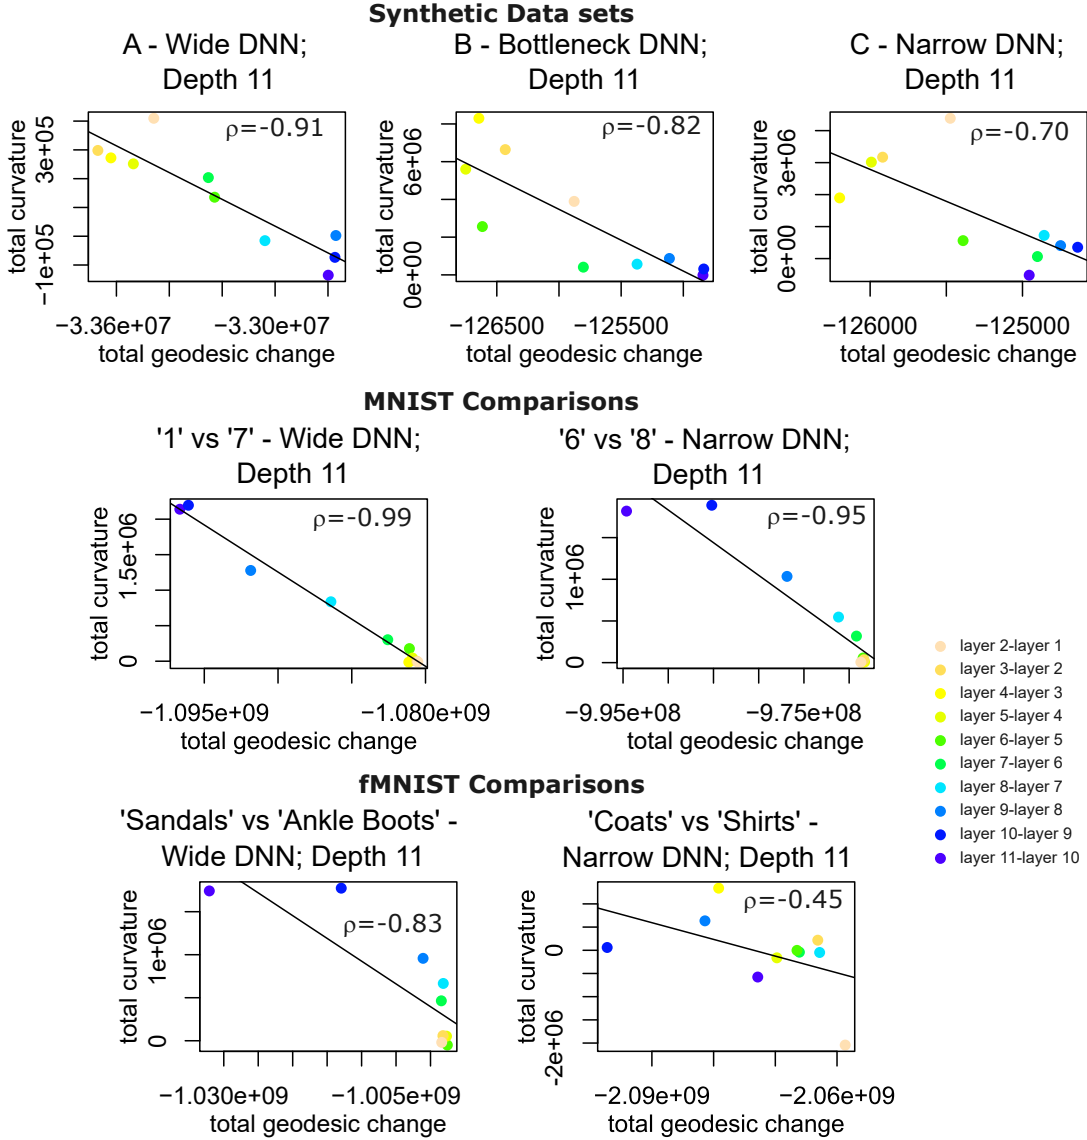 Synthetic Data sets
A - Wide DNN;
Depth 11
ρ=-0.91
total curvature
3e+05
−1e+05
−3.36e+07
−3.30e+07
total geodesic change
B - Bottleneck DNN;
Depth 11
ρ=-0.82
total curvature
6e+06
0e+00
−126500
−125500
total geodesic change
C - Narrow DNN;
Depth 11
ρ=-0.70
total curvature
3e+06
0e+00
−126000
−125000
total geodesic change
MNIST Comparisons
'1' vs '7' - Wide DNN;
Depth 11
ρ=-0.99
total curvature
1.5e+06
0
−1.095e+09
−1.080e+09
total geodesic change
'6' vs '8' - Narrow DNN;
Depth 11
ρ=-0.95
total curvature
1e+06
0
−9.95e+08
−9.75e+08
total geodesic change
layer 2-layer 1
layer 3-layer 2
layer 4-layer 3
layer 5-layer 4
layer 6-layer 5
layer 7-layer 6
layer 8-layer 7
layer 9-layer 8
layer 10-layer 9
layer 11-layer 10
fMNIST Comparisons
'Sandals' vs 'Ankle Boots' -
Wide DNN; Depth 11
ρ=-0.83
total curvature
1e+06
0
−1.030e+09
−1.005e+09
total geodesic change
'Coats' vs 'Shirts' -
Narrow DNN; Depth 11
ρ=-0.45
total curvature
0
−2e+06
−2.09e+09
−2.06e+09
total geodesic change